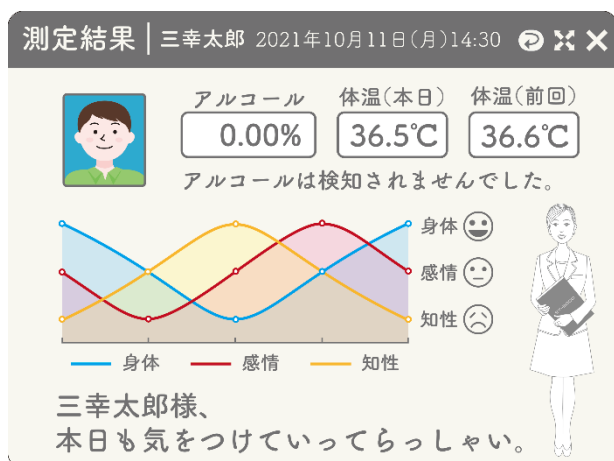 測定結果 三幸太郎 2021年10月11日(月)14:30
アルコール 体温(本日) 体温(前回)
0.00% 36.5℃ 36.6℃
アルコールは検知されませんでした。
身体
感情
知性
身体 感情 知性
三幸太郎様、
本日も気をつけていってらっしゃい。